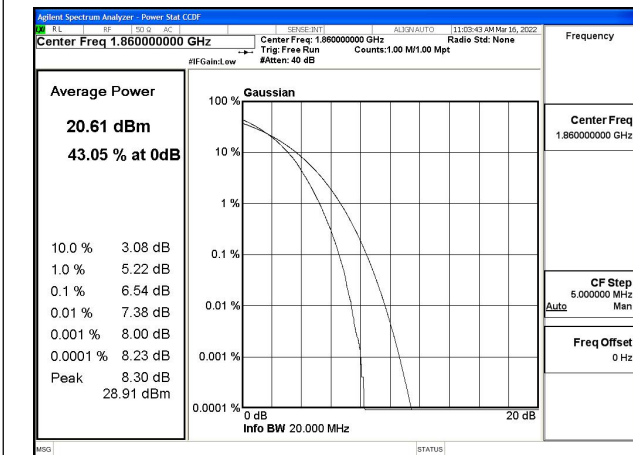 Agilent Spectrum Analyzer - Power Stat CCDF
RL RF 50 Ω AC SENSE:INT ALIGNAUTO 11:03:43 AM Mar 16, 2022
Center Freq 1.860000000 GHz
Center Freq: 1.860000000 GHz Radio Std: None
Trig: Free Run Counts:1.00 M/1.00 Mpt
#IFGain:Low #Atten: 40 dB
Frequency
Average Power
20.61 dBm
43.05 % at 0dB
10.0 % 3.08 dB
1.0 % 5.22 dB
0.1 % 6.54 dB
0.01 % 7.38 dB
0.001 % 8.00 dB
0.0001 % 8.23 dB
Peak 8.30 dB
28.91 dBm
Gaussian
100 %
10 %
1 %
0.1 %
0.01 %
0.001 %
0.0001 %
0 dB 20 dB
Info BW 20.000 MHz
Center Freq
1.860000000 GHz
CF Step
5.000000 MHz
Auto Man
Freq Offset
0 Hz
MSG STATUS